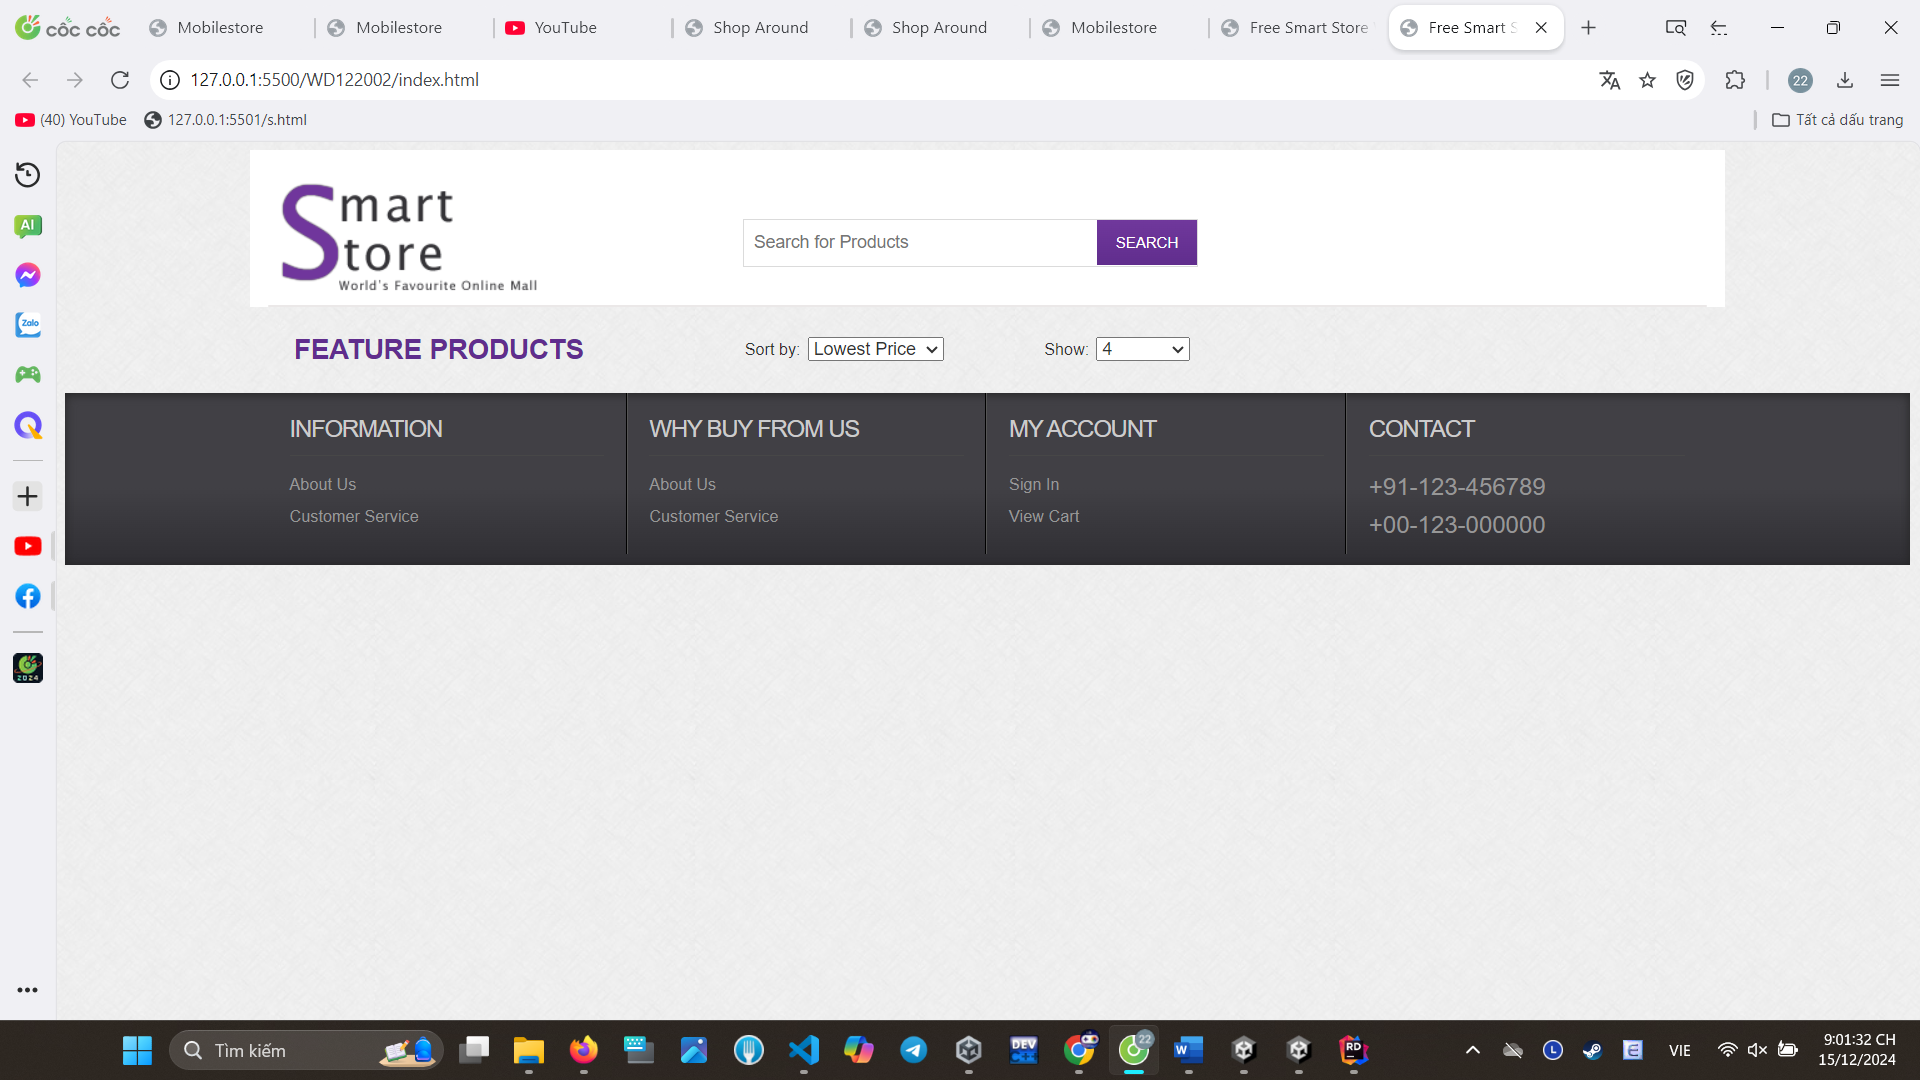 cốc cốc
Mobilestore
Mobilestore
YouTube
Shop Around
Shop Around
Mobilestore
Free Smart Store
Free Smart S
127.0.0.1:5500/WD122002/index.html
22
(40) YouTube
127.0.0.1:5501/s.html
Tất cả dấu trang
AI
Zalo
2024
Smart
Store
World's Favourite Online Mall
Search for Products
SEARCH
FEATURE PRODUCTS
Sort by:
Lowest Price
Show:
4
INFORMATION
WHY BUY FROM US
MY ACCOUNT
CONTACT
About Us
About Us
Sign In
+91-123-456789
Customer Service
Customer Service
View Cart
+00-123-000000
Tìm kiếm
DEV
C++
22
W
RD
L
E
VIE
9:01:32 CH
15/12/2024